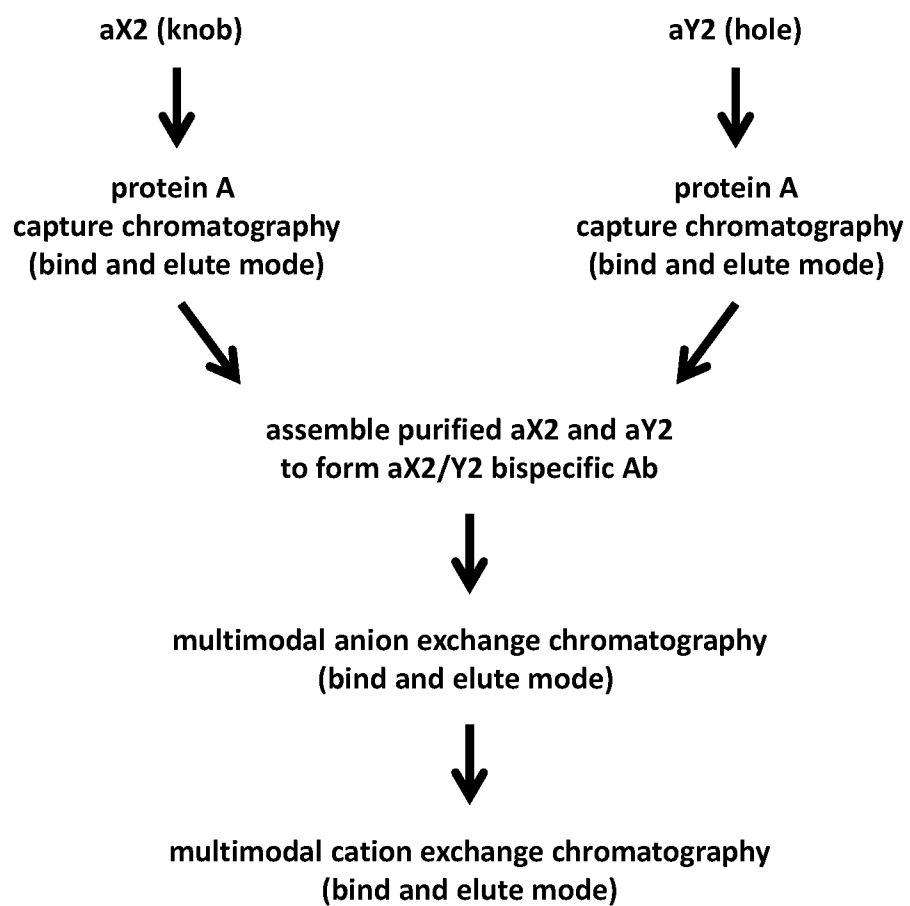 aX2 (knob)
aY2 (hole)
protein A
capture chromatography
(bind and elute mode)
protein A
capture chromatography
(bind and elute mode)
assemble purified aX2 and aY2
to form aX2/Y2 bispecific Ab
multimodal anion exchange chromatography
(bind and elute mode)
multimodal cation exchange chromatography
(bind and elute mode)